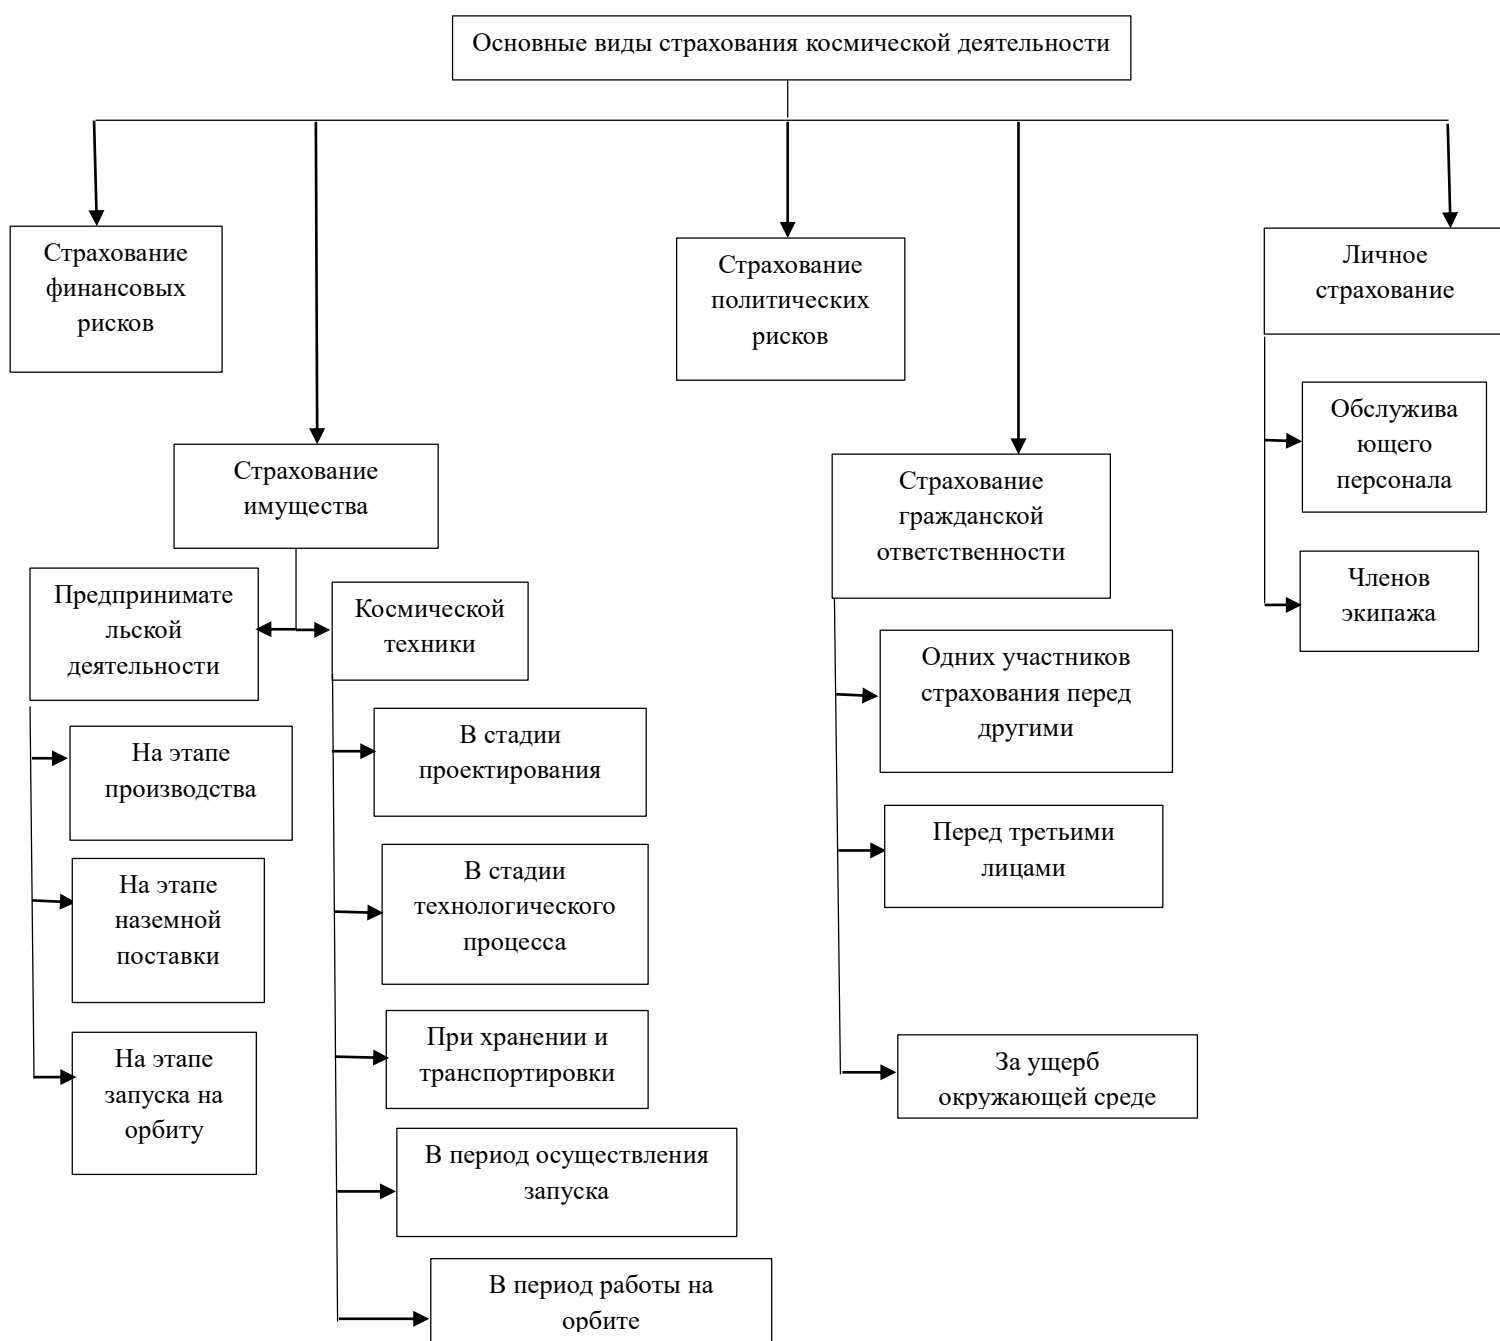 Основные виды страхования космической деятельности
Страхование
финансовых
рисков
Страхование
политических
рисков
Личное
страхование
Обслужива
ющего
персонала
Членов
экипажа
Страхование
имущества
Страхование
гражданской
ответственности
Предпринимате
льской
деятельности
Космической
техники
Одних участников
страхования перед
другими
На этапе
производства
В стадии
проектирования
Перед третьими
лицами
На этапе
наземной
поставки
В стадии
технологического
процесса
На этапе
запуска на
орбиту
При хранении и
транспортировки
За ущерб
окружающей среде
В период осуществления
запуска
В период работы на
орбите